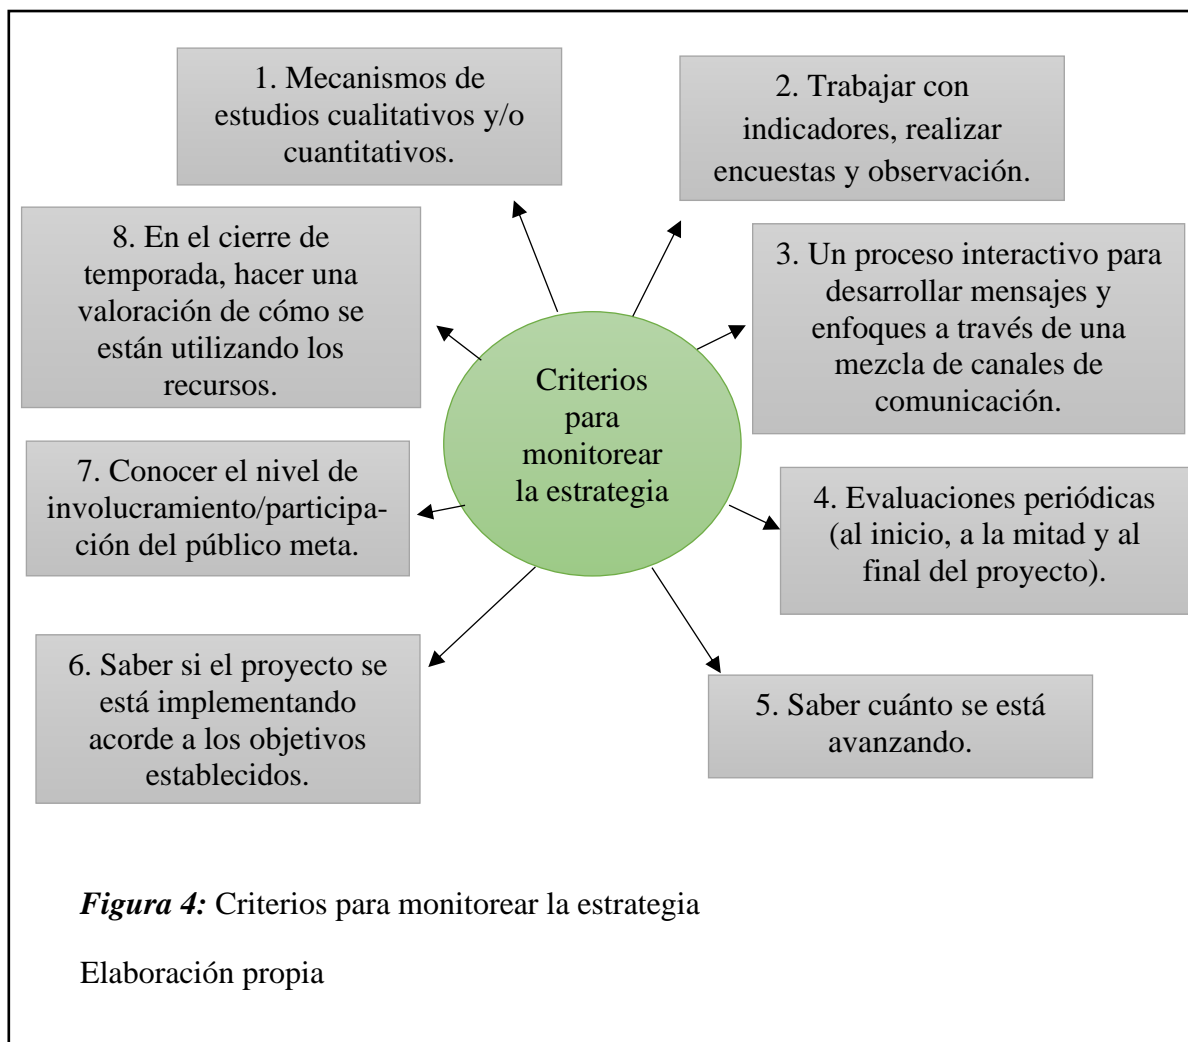 1. Mecanismos de
estudios cualitativos y/o
cuantitativos.
2. Trabajar con
indicadores, realizar
encuestas y observación.
3. Un proceso interactivo para
desarrollar mensajes y
enfoques a través de una
mezcla de canales de
comunicación.
4. Evaluaciones periódicas
(al inicio, a la mitad y al
final del proyecto).
5. Saber cuánto se está
avanzando.
6. Saber si el proyecto se
está implementando
acorde a los objetivos
establecidos.
7. Conocer el nivel de
involucramiento/participa-
ción del público meta.
8. En el cierre de
temporada, hacer una
valoración de cómo se
están utilizando los
recursos.
Criterios
para
monitorear
la estrategia
Figura 4: Criterios para monitorear la estrategia
Elaboración propia